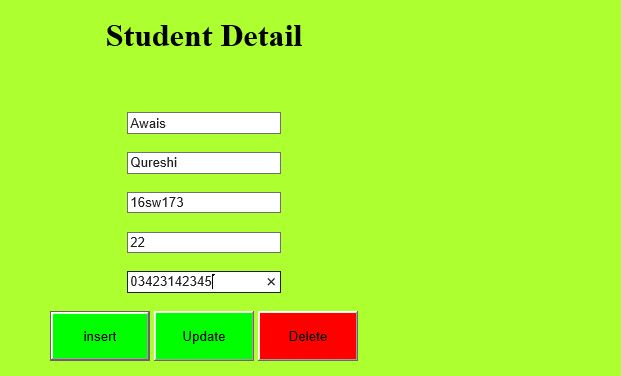 Student Detail
Awais
Qureshi
16sw173
22
03423142345
insert Update Delete